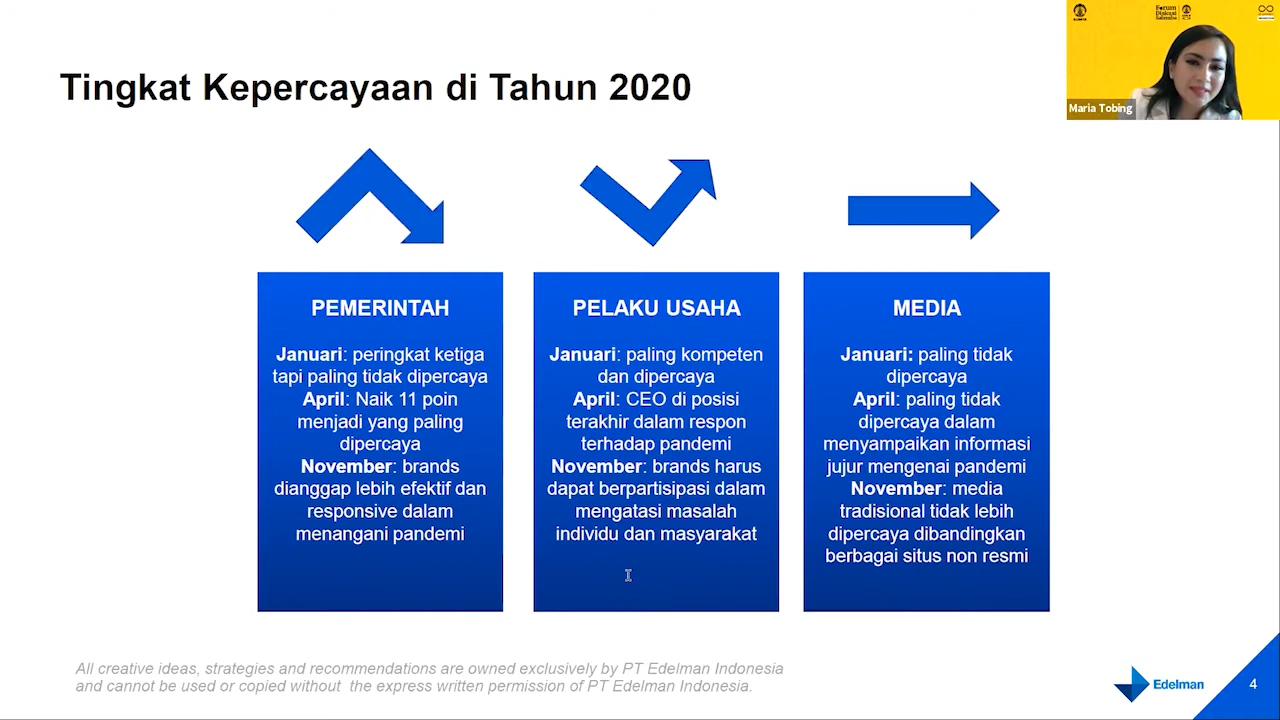 Forum
Diskusi
Salemba
Maria Tobing
Tingkat Kepercayaan di Tahun 2020
PEMERINTAH
Januari: peringkat ketiga
tapi paling tidak dipercaya
April: Naik 11 poin
menjadi yang paling
dipercaya
November: brands
dianggap lebih efektif dan
responsive dalam
menangani pandemi
PELAKU USAHA
Januari: paling kompeten
dan dipercaya
April: CEO di posisi
terakhir dalam respon
terhadap pandemi
November: brands harus
dapat berpartisipasi dalam
mengatasi masalah
individu dan masyarakat
MEDIA
Januari: paling tidak
dipercaya
April: paling tidak
dipercaya dalam
menyampaikan informasi
jujur mengenai pandemi
November: media
tradisional tidak lebih
dipercaya dibandingkan
berbagai situs non resmi
All creative ideas, strategies and recommendations are owned exclusively by PT Edelman Indonesia
and cannot be used or copied without the express written permission of PT Edelman Indonesia.
Edelman
4